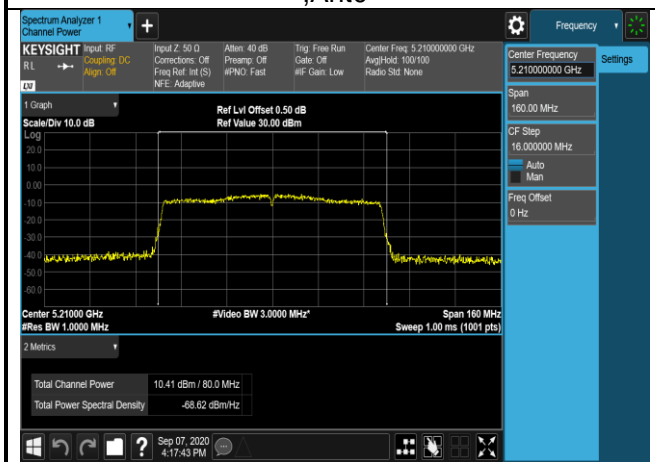 Spectrum Analyzer 1
Channel Power
+
Frequency
KEYSIGHT
R L
LXI
Input: RF
Coupling: DC
Align: Off
Input Z: 50 Ω
Corrections: Off
Freq Ref: Int (S)
NFE: Adaptive
Atten: 40 dB
Preamp: Off
#PNO: Fast
Trig: Free Run
Gate: Off
#IF Gain: Low
Center Freq: 5.210000000 GHz
Avg|Hold: 100/100
Radio Std: None
Center Frequency
5.210000000 GHz
Settings
Span
160.00 MHz
CF Step
16.000000 MHz
Auto
Man
Freq Offset
0 Hz
1 Graph
Scale/Div 10.0 dB
Ref Lvl Offset 0.50 dB
Ref Value 30.00 dBm
Log
20.0
10.0
0.00
-10.0
-20.0
-30.0
-40.0
-50.0
-60.0
Center 5.21000 GHz
#Video BW 3.0000 MHz*
Span 160 MHz
#Res BW 1.0000 MHz
Sweep 1.00 ms (1001 pts)
2 Metrics
Total Channel Power 10.41 dBm / 80.0 MHz
Total Power Spectral Density -68.62 dBm/Hz
?
Sep 07, 2020
4:17:43 PM